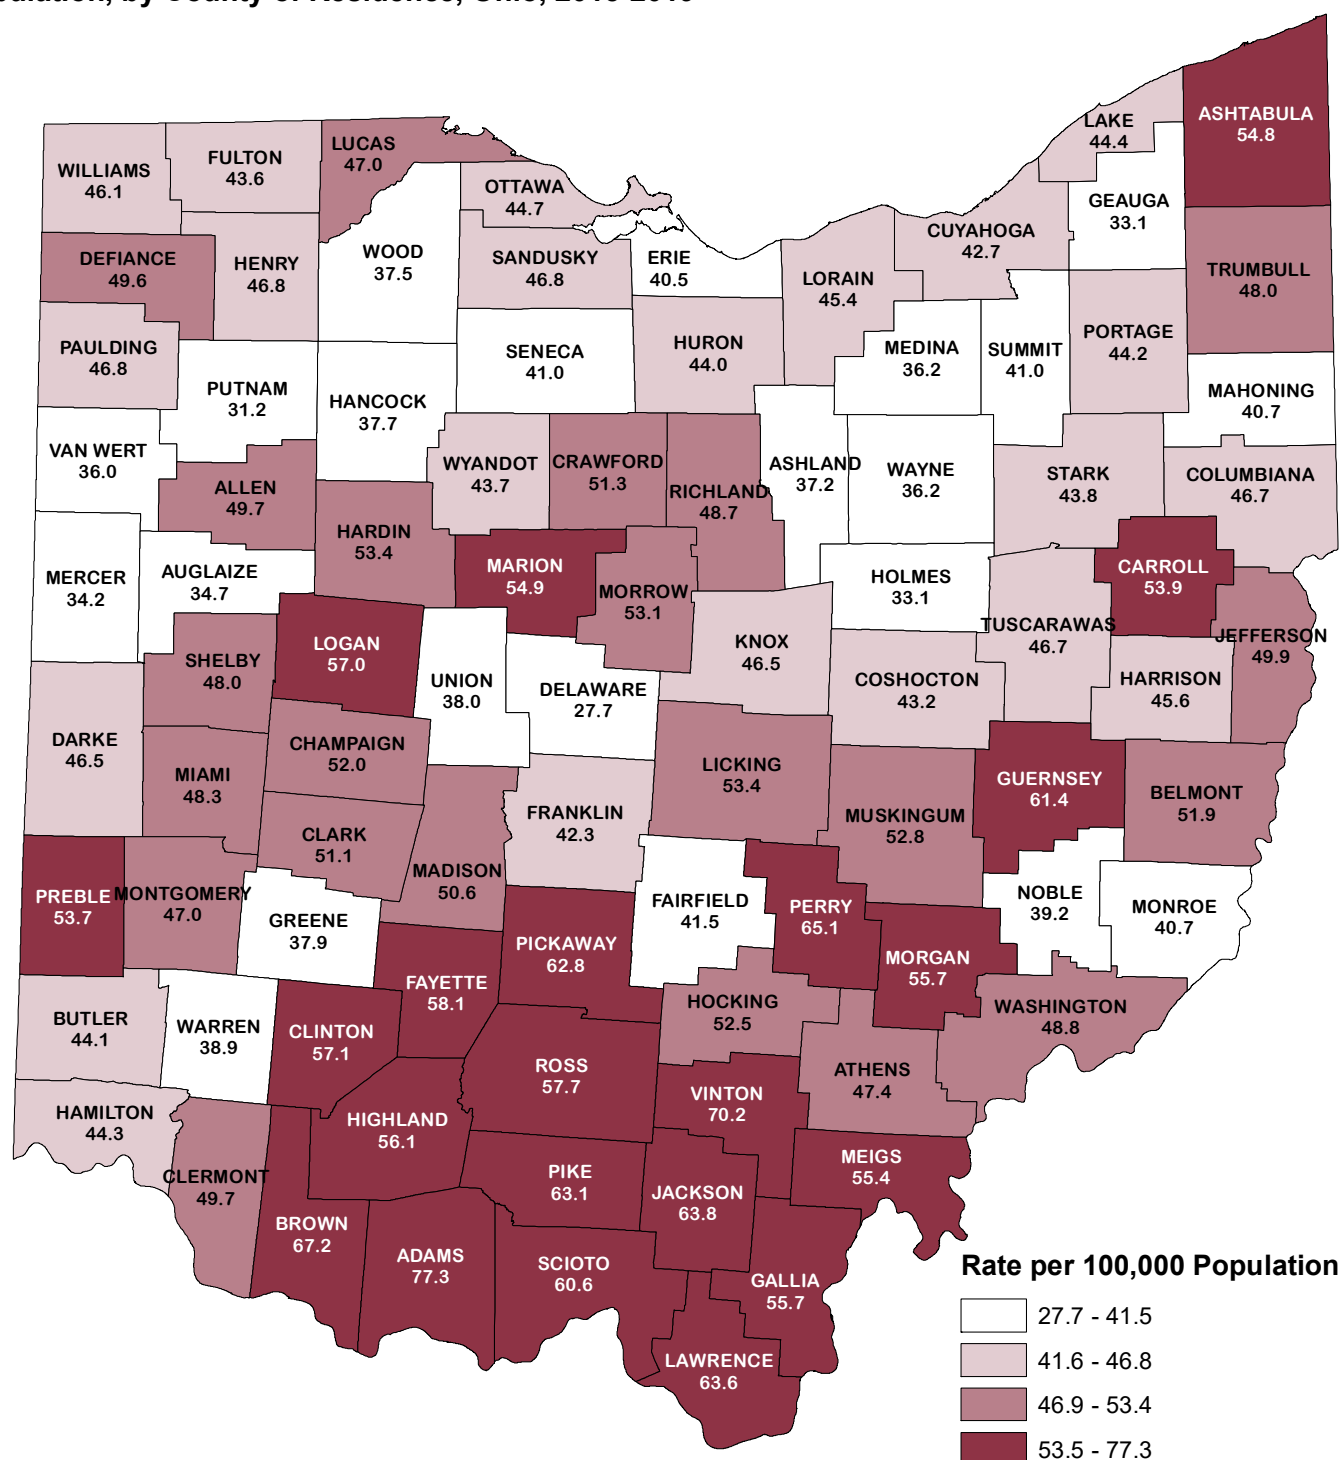 by County of Residence, Ohio,
ASHTABULA
54.8
LAKE
44.4
LUCAS
47.0
FULTON
43.6
WILLIAMS
46.1
OTTAWA
44.7
GEAUGA
33.1
CUYAHOGA
42.7
WOOD
37.5
DEFIANCE
49.6
HENRY
46.8
SANDUSKY
46.8
ERIE
40.5
LORAIN
45.4
TRUMBULL
48.0
PAULDING
46.8
SENECA
41.0
HURON
44.0
MEDINA
36.2
SUMMIT
41.0
PORTAGE
44.2
PUTNAM
31.2
HANCOCK
37.7
MAHONING
40.7
VAN WERT
36.0
WYANDOT
43.7
CRAWFORD
51.3
RICHLAND
48.7
ASHLAND
37.2
WAYNE
36.2
STARK
43.8
COLUMBIANA
46.7
ALLEN
49.7
HARDIN
53.4
MERCER
34.2
AUGLAIZE
34.7
MARION
54.9
MORROW
53.1
HOLMES
33.1
CARROLL
53.9
TUSCARAWAS
46.7
JEFFERSON
49.9
LOGAN
57.0
SHELBY
48.0
UNION
38.0
DELAWARE
27.7
KNOX
46.5
COSHOCTON
43.2
HARRISON
45.6
DARKE
46.5
CHAMPAIGN
52.0
MIAMI
48.3
LICKING
53.4
GUERNSEY
61.4
BELMONT
51.9
CLARK
51.1
FRANKLIN
42.3
MUSKINGUM
52.8
MADISON
50.6
PREBLE
53.7
MONTGOMERY
47.0
GREENE
37.9
FAIRFIELD
41.5
PERRY
65.1
NOBLE
39.2
MONROE
40.7
PICKAWAY
62.8
MORGAN
55.7
FAYETTE
58.1
HOCKING
52.5
WASHINGTON
48.8
BUTLER
44.1
WARREN
38.9
CLINTON
57.1
ROSS
57.7
ATHENS
47.4
VINTON
70.2
HAMILTON
44.3
HIGHLAND
56.1
CLERMONT
49.7
PIKE
63.1
JACKSON
63.8
MEIGS
55.4
BROWN
67.2
ADAMS
77.3
SCIOTO
60.6
GALLIA
55.7
LAWRENCE
63.6
Rate per 100,000 Population
27.7 - 41.5
41.6 - 46.8
46.9 - 53.4
53.5 - 77.3